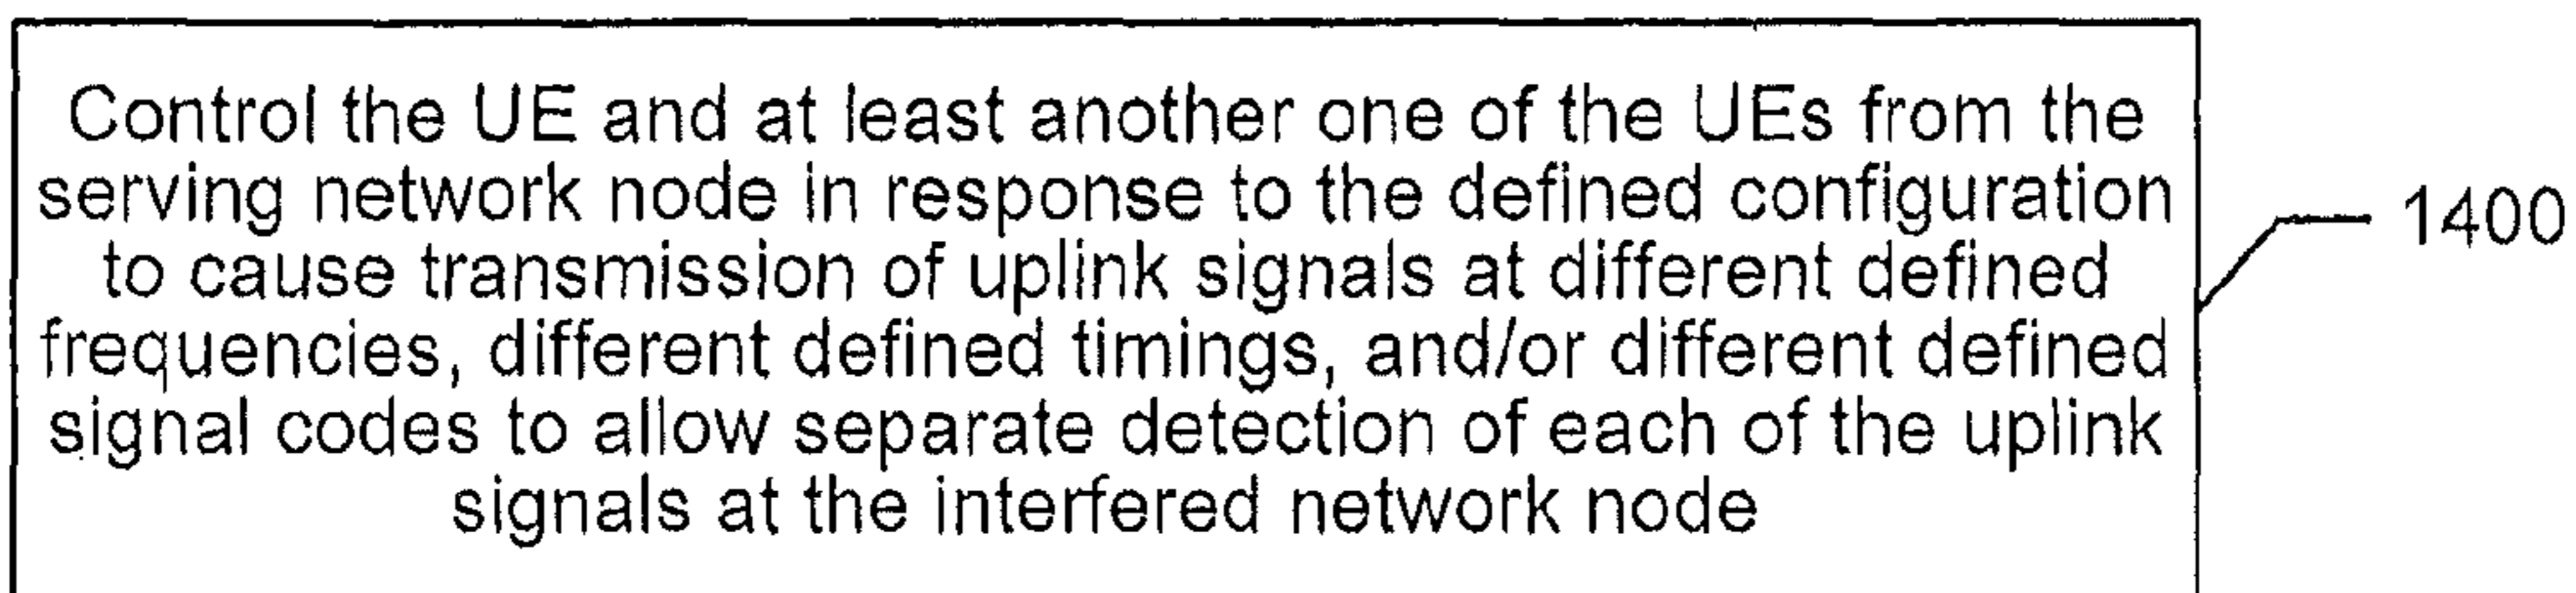 Control the UE and at least another one of the UEs from the
serving network node in response to the defined configuration
to cause transmission of uplink signals at different defined
frequencies, different defined timings, and/or different defined
signal codes to allow separate detection of each of the uplink
signals at the interfered network node
1400